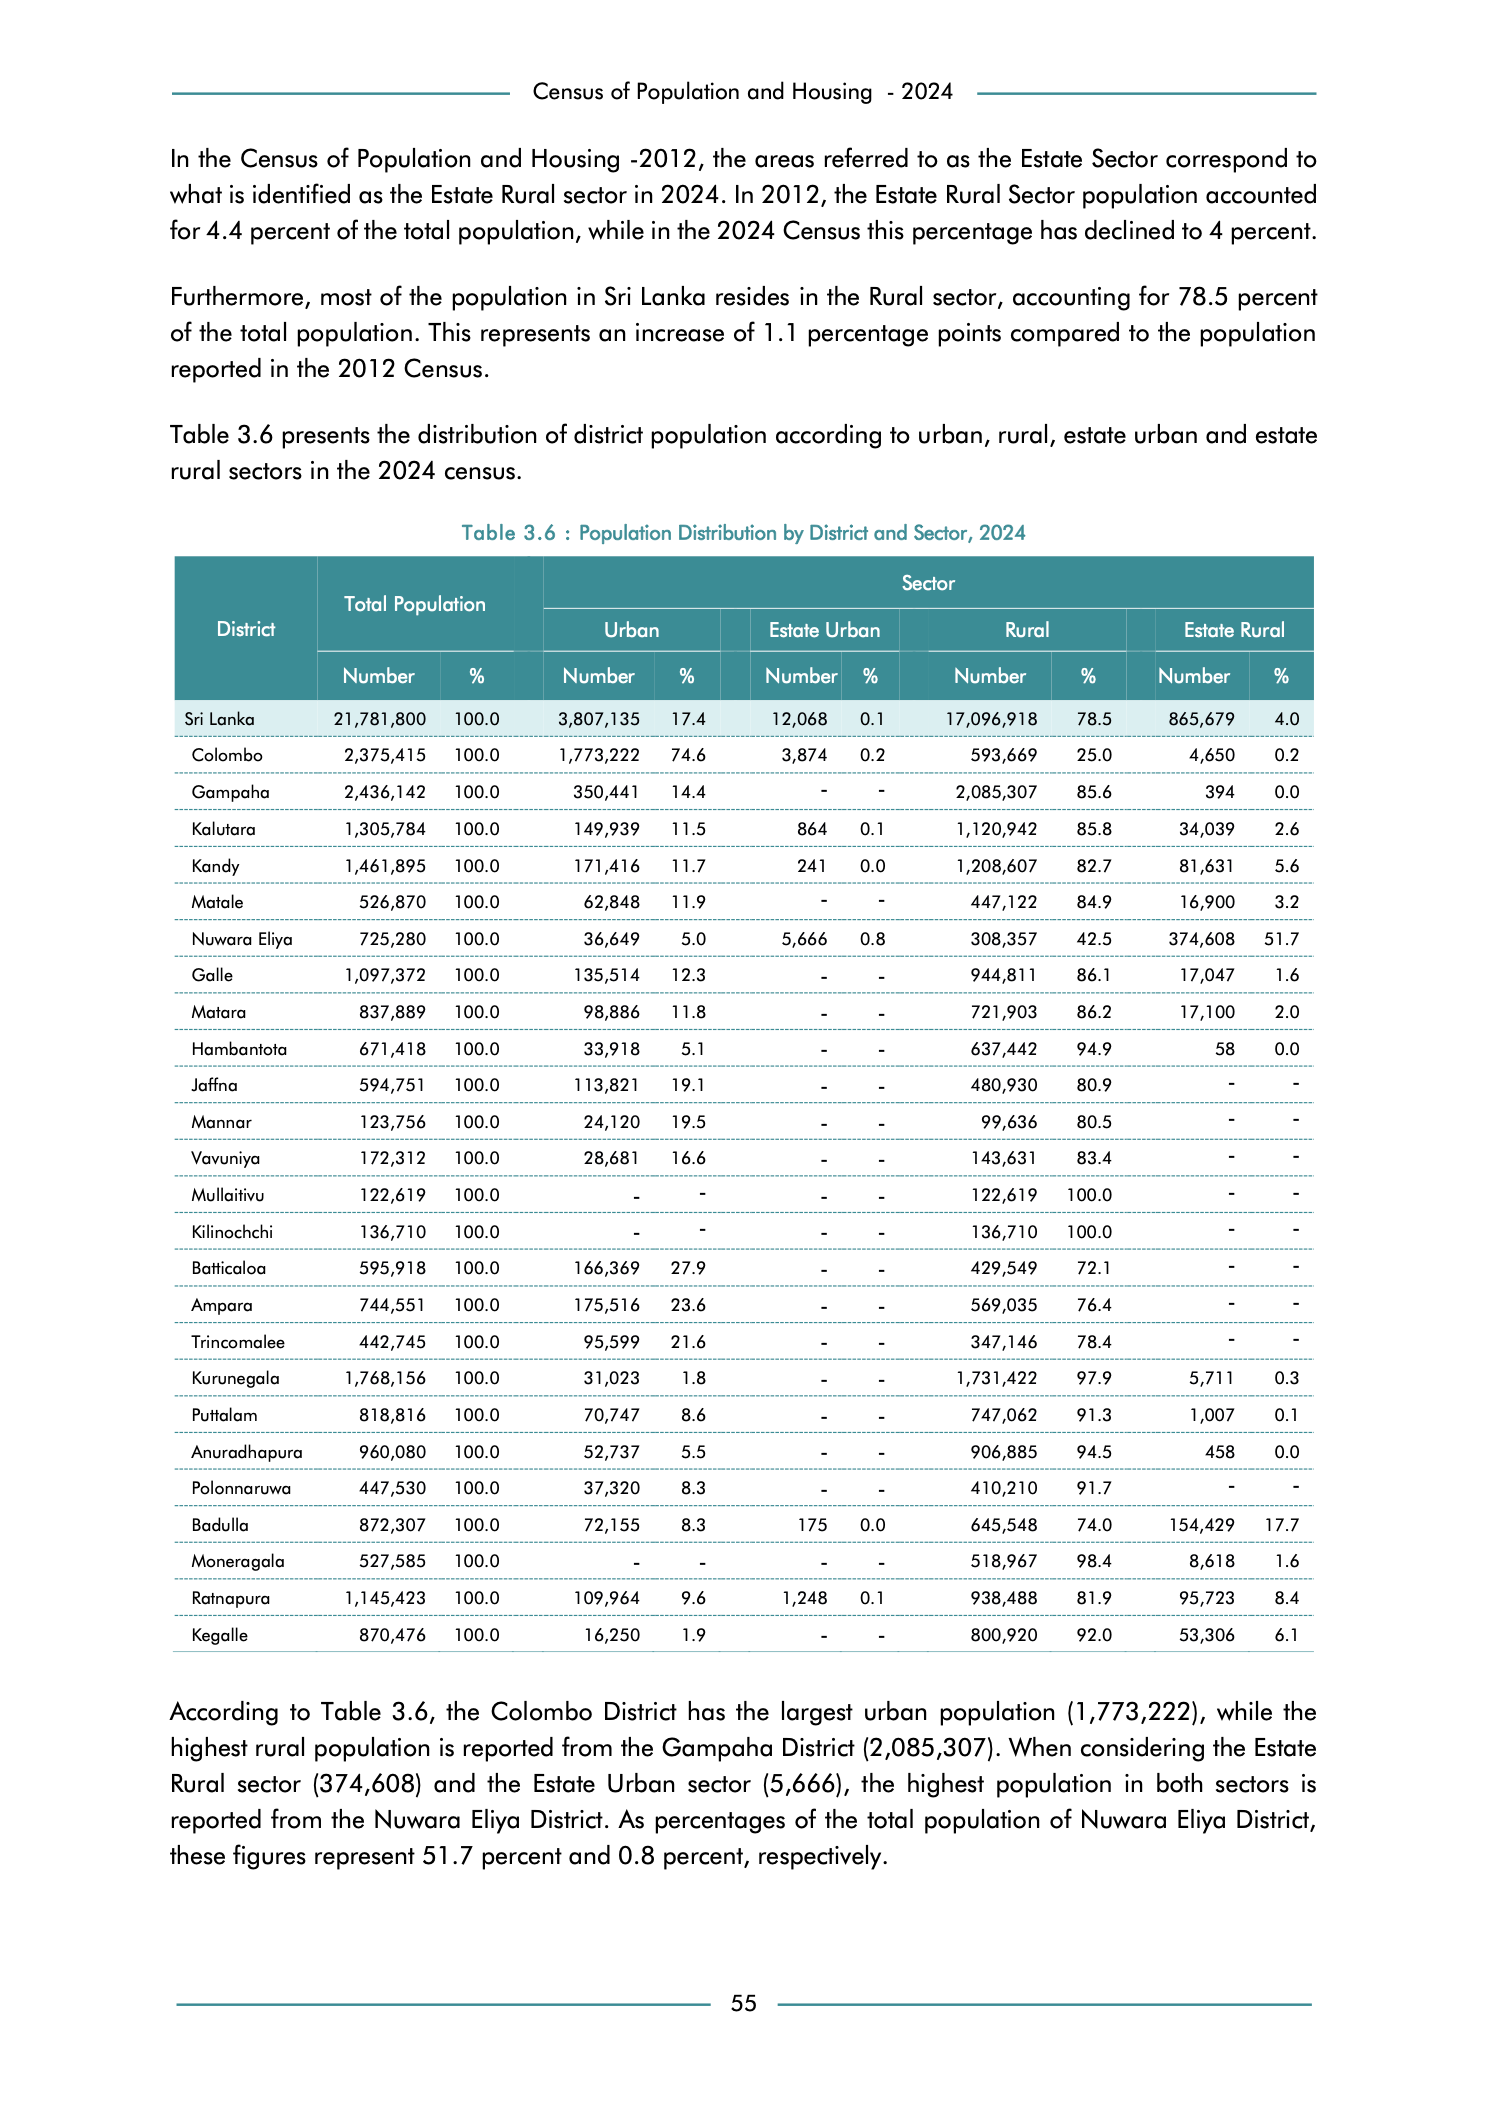 Census of Population and Housing - 2024
In the Census of Population and Housing -2012, the areas referred to as the Estate Sector correspond to
what is identified as the Estate Rural sector in 2024. In 2012, the Estate Rural Sector population accounted
for 4.4 percent of the total population, while in the 2024 Census this percentage has declined to 4 percent.
Furthermore, most of the population in Sri Lanka resides in the Rural sector, accounting for 78.5 percent
of the total population. This represents an increase of 1.1 percentage points compared to the population
reported in the 2012 Census.
Table 3.6 presents the distribution of district population according to urban, rural, estate urban and estate
rural sectors in the 2024 census.
Table 3.6 : Population Distribution by District and Sector, 2024
District Total Population Sector
Urban Estate Urban Rural Estate Rural
Number % Number % Number % Number % Number %
Sri Lanka 21,781,800 100.0 3,807,135 17.4 12,068 0.1 17,096,918 78.5 865,679 4.0
Colombo 2,375,415 100.0 1,773,222 74.6 3,874 0.2 593,669 25.0 4,650 0.2
Gampaha 2,436,142 100.0 350,441 14.4 - - 2,085,307 85.6 394 0.0
Kalutara 1,305,784 100.0 149,939 11.5 864 0.1 1,120,942 85.8 34,039 2.6
Kandy 1,461,895 100.0 171,416 11.7 241 0.0 1,208,607 82.7 81,631 5.6
Matale 526,870 100.0 62,848 11.9 - - 447,122 84.9 16,900 3.2
Nuwara Eliya 725,280 100.0 36,649 5.0 5,666 0.8 308,357 42.5 374,608 51.7
Galle 1,097,372 100.0 135,514 12.3 - - 944,811 86.1 17,047 1.6
Matara 837,889 100.0 98,886 11.8 - - 721,903 86.2 17,100 2.0
Hambantota 671,418 100.0 33,918 5.1 - - 637,442 94.9 58 0.0
Jaffna 594,751 100.0 113,821 19.1 - - 480,930 80.9 - -
Mannar 123,756 100.0 24,120 19.5 - - 99,636 80.5 - -
Vavuniya 172,312 100.0 28,681 16.6 - - 143,631 83.4 - -
Mullaitivu 122,619 100.0 - - - - 122,619 100.0 - -
Kilinochchi 136,710 100.0 - - - - 136,710 100.0 - -
Batticaloa 595,918 100.0 166,369 27.9 - - 429,549 72.1 - -
Ampara 744,551 100.0 175,516 23.6 - - 569,035 76.4 - -
Trincomalee 442,745 100.0 95,599 21.6 - - 347,146 78.4 - -
Kurunegala 1,768,156 100.0 31,023 1.8 - - 1,731,422 97.9 5,711 0.3
Puttalam 818,816 100.0 70,747 8.6 - - 747,062 91.3 1,007 0.1
Anuradhapura 960,080 100.0 52,737 5.5 - - 906,885 94.5 458 0.0
Polonnaruwa 447,530 100.0 37,320 8.3 - - 410,210 91.7 - -
Badulla 872,307 100.0 72,155 8.3 175 0.0 645,548 74.0 154,429 17.7
Moneragala 527,585 100.0 - - - - 518,967 98.4 8,618 1.6
Ratnapura 1,145,423 100.0 109,964 9.6 1,248 0.1 938,488 81.9 95,723 8.4
Kegalle 870,476 100.0 16,250 1.9 - - 800,920 92.0 53,306 6.1
According to Table 3.6, the Colombo District has the largest urban population (1,773,222), while the
highest rural population is reported from the Gampaha District (2,085,307). When considering the Estate
Rural sector (374,608) and the Estate Urban sector (5,666), the highest population in both sectors is
reported from the Nuwara Eliya District. As percentages of the total population of Nuwara Eliya District,
these figures represent 51.7 percent and 0.8 percent, respectively.
55